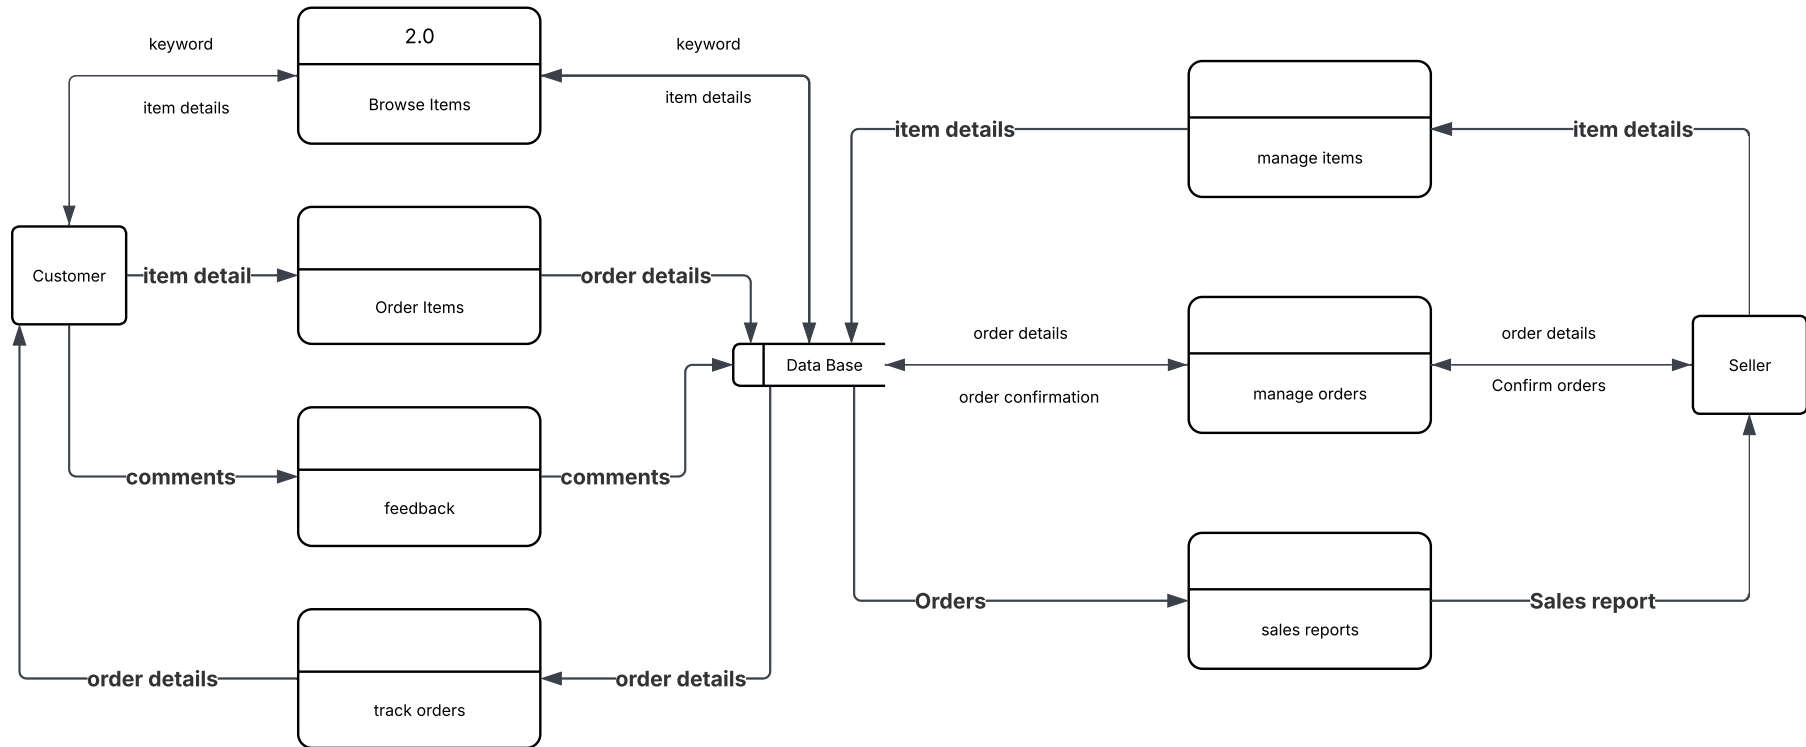 keyword
2.0
keyword
item details
Browse Items
item details
item details
manage items
item details
Customer
item detail
Order Items
order details
Data Base
order details
order confirmation
manage orders
order details
Confirm orders
Seller
comments
feedback
comments
Orders
sales reports
Sales report
order details
track orders
order details